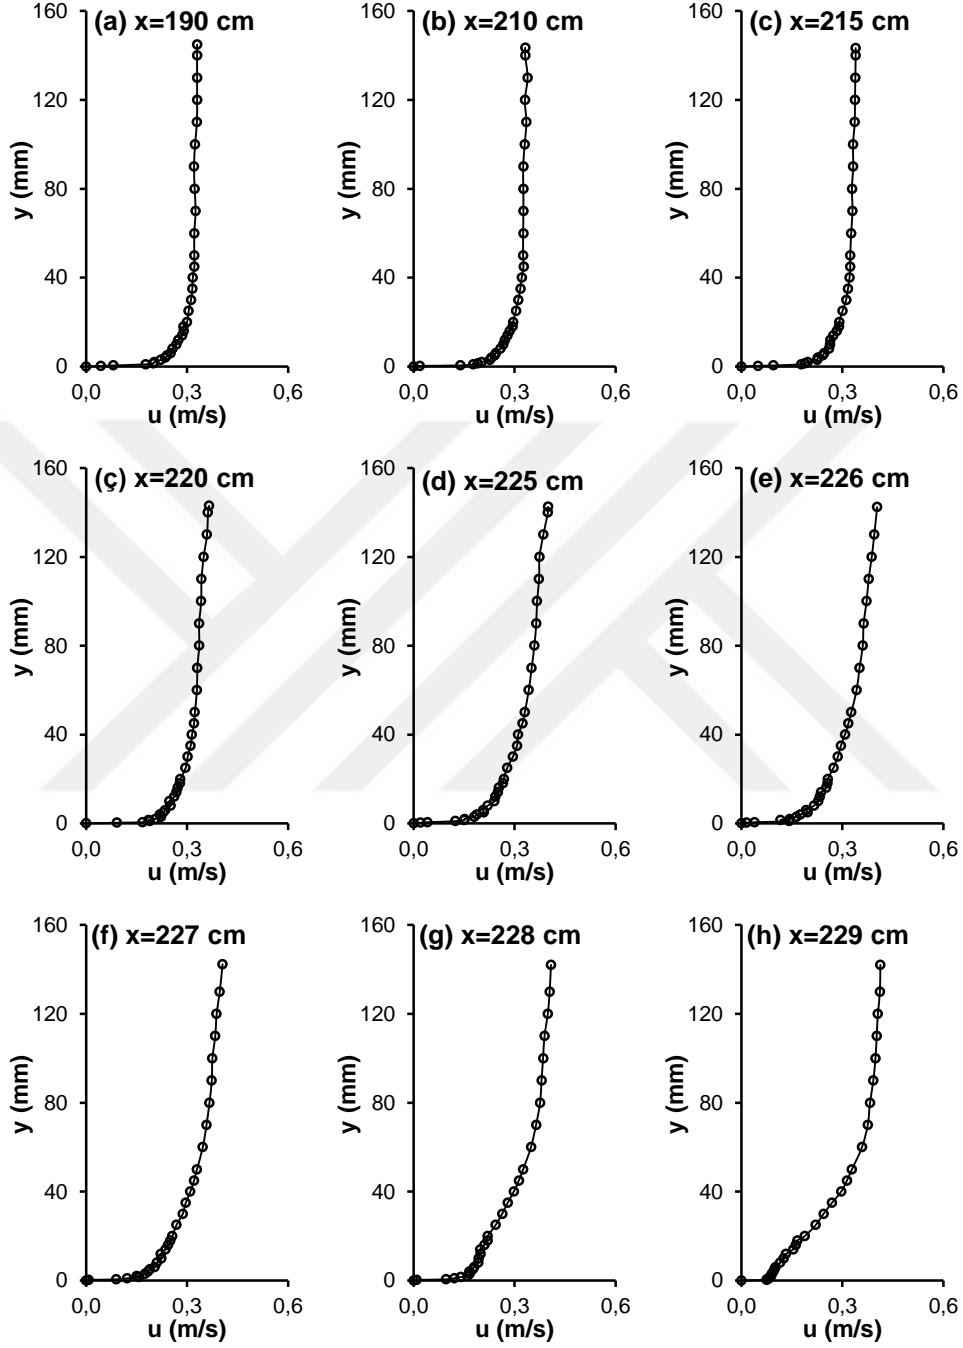 (a) x=190 cm
160
120
80
40
0
y (mm)
0,0 0,3 0,6
u (m/s)
(b) x=210 cm
160
120
80
40
0
y (mm)
0,0 0,3 0,6
u (m/s)
(c) x=215 cm
160
120
80
40
0
y (mm)
0,0 0,3 0,6
u (m/s)
(ç) x=220 cm
160
120
80
40
0
y (mm)
0,0 0,3 0,6
u (m/s)
(d) x=225 cm
160
120
80
40
0
y (mm)
0,0 0,3 0,6
u (m/s)
(e) x=226 cm
160
120
80
40
0
y (mm)
0,0 0,3 0,6
u (m/s)
(f) x=227 cm
160
120
80
40
0
y (mm)
0,0 0,3 0,6
u (m/s)
(g) x=228 cm
160
120
80
40
0
y (mm)
0,0 0,3 0,6
u (m/s)
(h) x=229 cm
160
120
80
40
0
y (mm)
0,0 0,3 0,6
u (m/s)